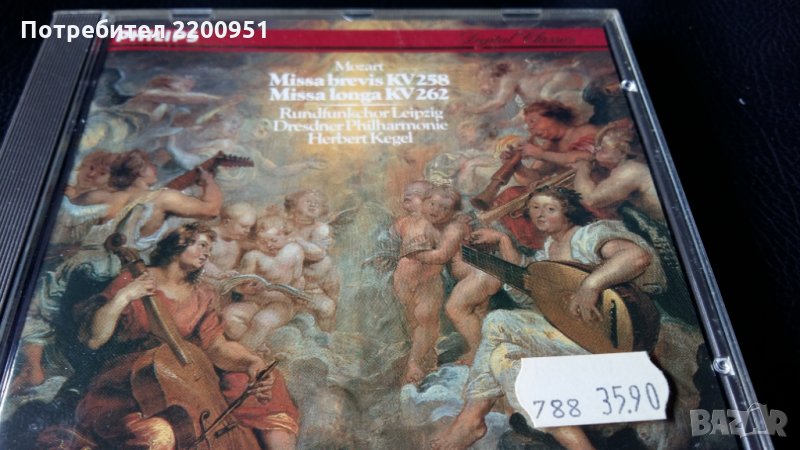 Потребител 2200951
PHILIPS
Digital Classics
Mozart
Missa brevis KV 258
Missa longa KV 262
Rundfunkchor Leipzig
Dresdner Philharmonie
Herbert Kegel
788 35.90
BAZAR